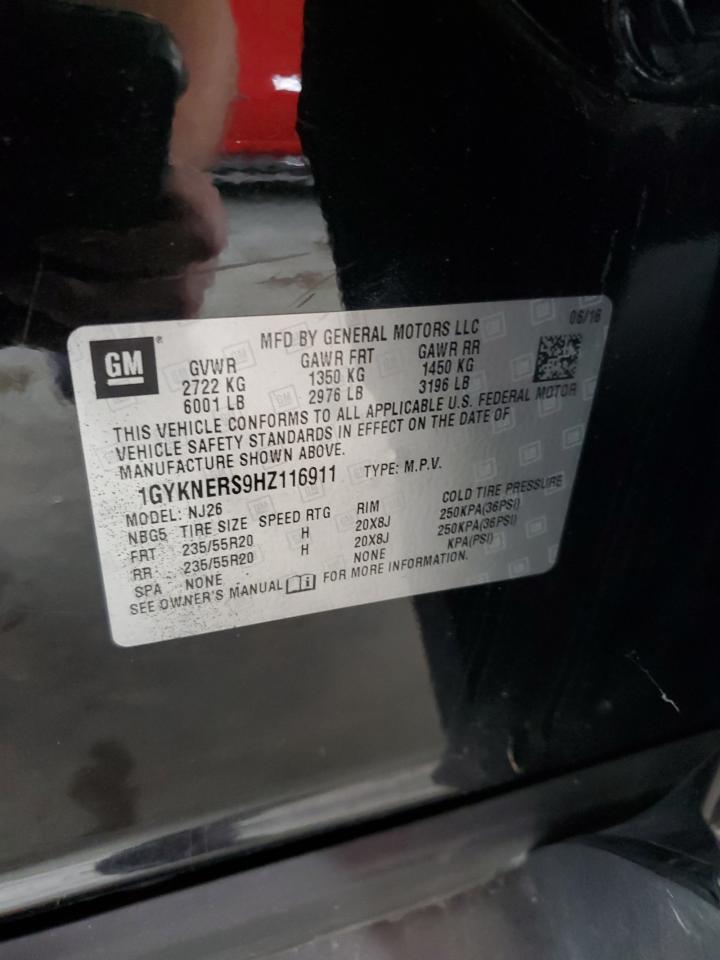 06/16
GM
MFD BY GENERAL MOTORS LLC
GVWR GAWR FRT GAWR RR
2722 KG 1350 KG 1450 KG
6001 LB 2976 LB 3196 LB
THIS VEHICLE CONFORMS TO ALL APPLICABLE U.S. FEDERAL MOTOR
VEHICLE SAFETY STANDARDS IN EFFECT ON THE DATE OF
MANUFACTURE SHOWN ABOVE.
1GYKNERS9HZ116911 TYPE: M.P.V.
MODEL: NJ26
NBG5 TIRE SIZE SPEED RTG RIM COLD TIRE PRESSURE
FRT 235/55R20 H 20X8J 250KPA(36PSI)
RR 235/55R20 H 20X8J 250KPA(36PSI)
SPA NONE NONE KPA(PSI)
SEE OWNER'S MANUAL FOR MORE INFORMATION.